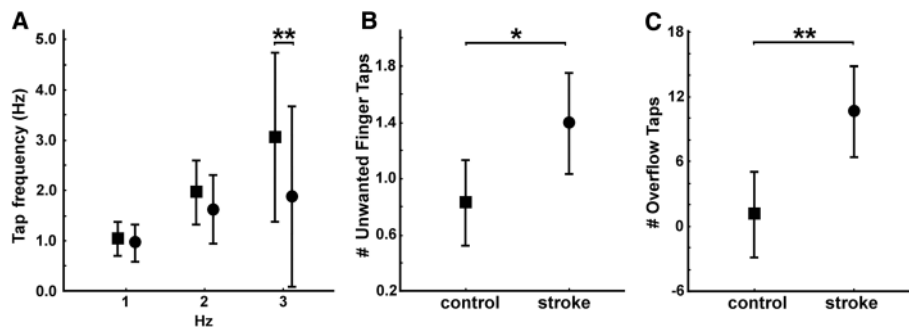 A
Tap frequency (Hz)
5.0
4.0
3.0
2.0
1.0
0.0
**
1
2
3
Hz
B
# Unwanted Finger Taps
1.8
1.4
1.0
0.6
0.2
*
control
stroke
C
# Overflow Taps
18
12
6
0
-6
**
control
stroke